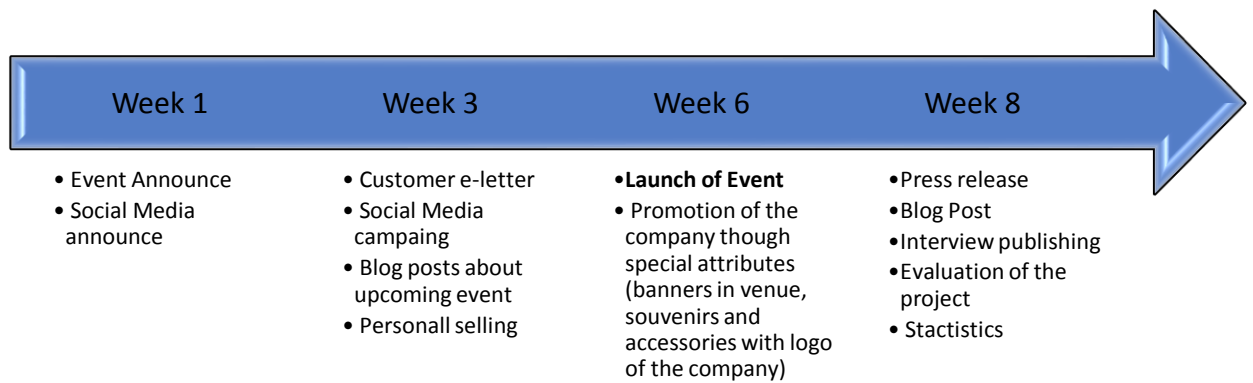 Week 1
Week 3
Week 6
Week 8
• Event Announce
• Social Media
announce
• Customer e-letter
• Social Media
campaing
• Blog posts about
upcoming event
• Personall selling
•Launch of Event
• Promotion of the
company though
special attributes
(banners in venue,
souvenirs and
accessories with logo
of the company)
•Press release
•Blog Post
•Interview publishing
•Evaluation of the
project
• Stactistics